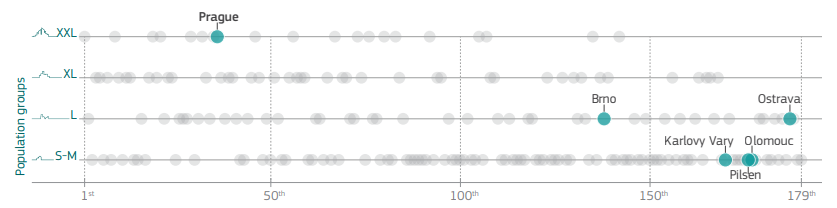 Prague
XXL
XL
Brno
Ostrava
L
Karlovy Vary
Olomouc
S-M
Pilsen
Population groups
1st
50th
100th
150th
179th